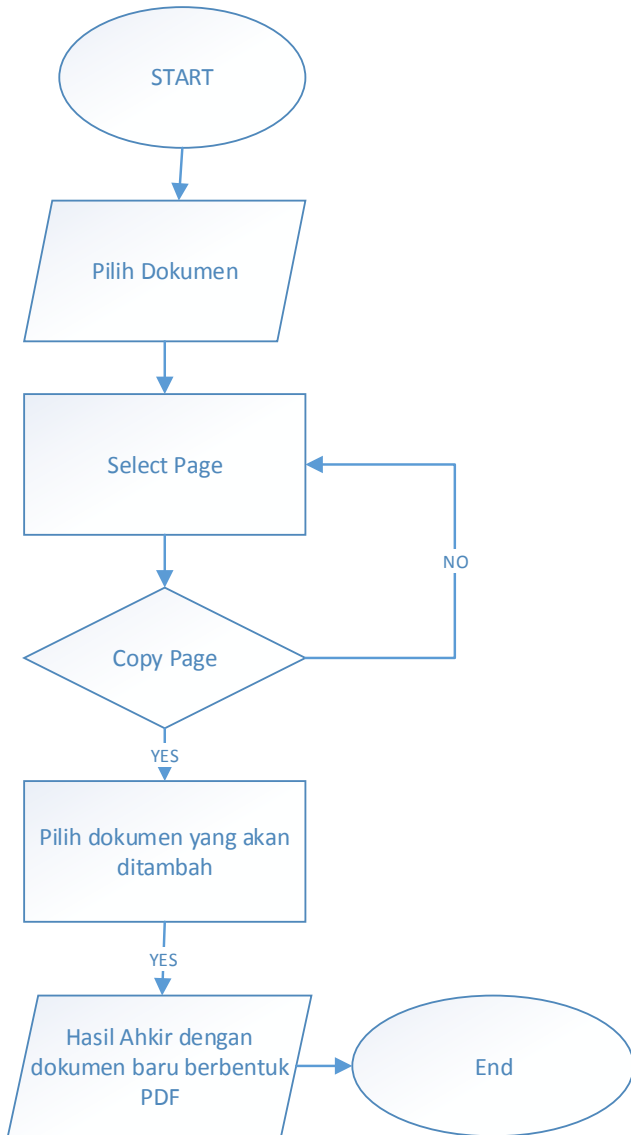 START
Pilih Dokumen
Select Page
NO
Copy Page
YES
Pilih dokumen yang akan
ditambah
YES
Hasil Ahkir dengan
dokumen baru berbentuk
PDF
End